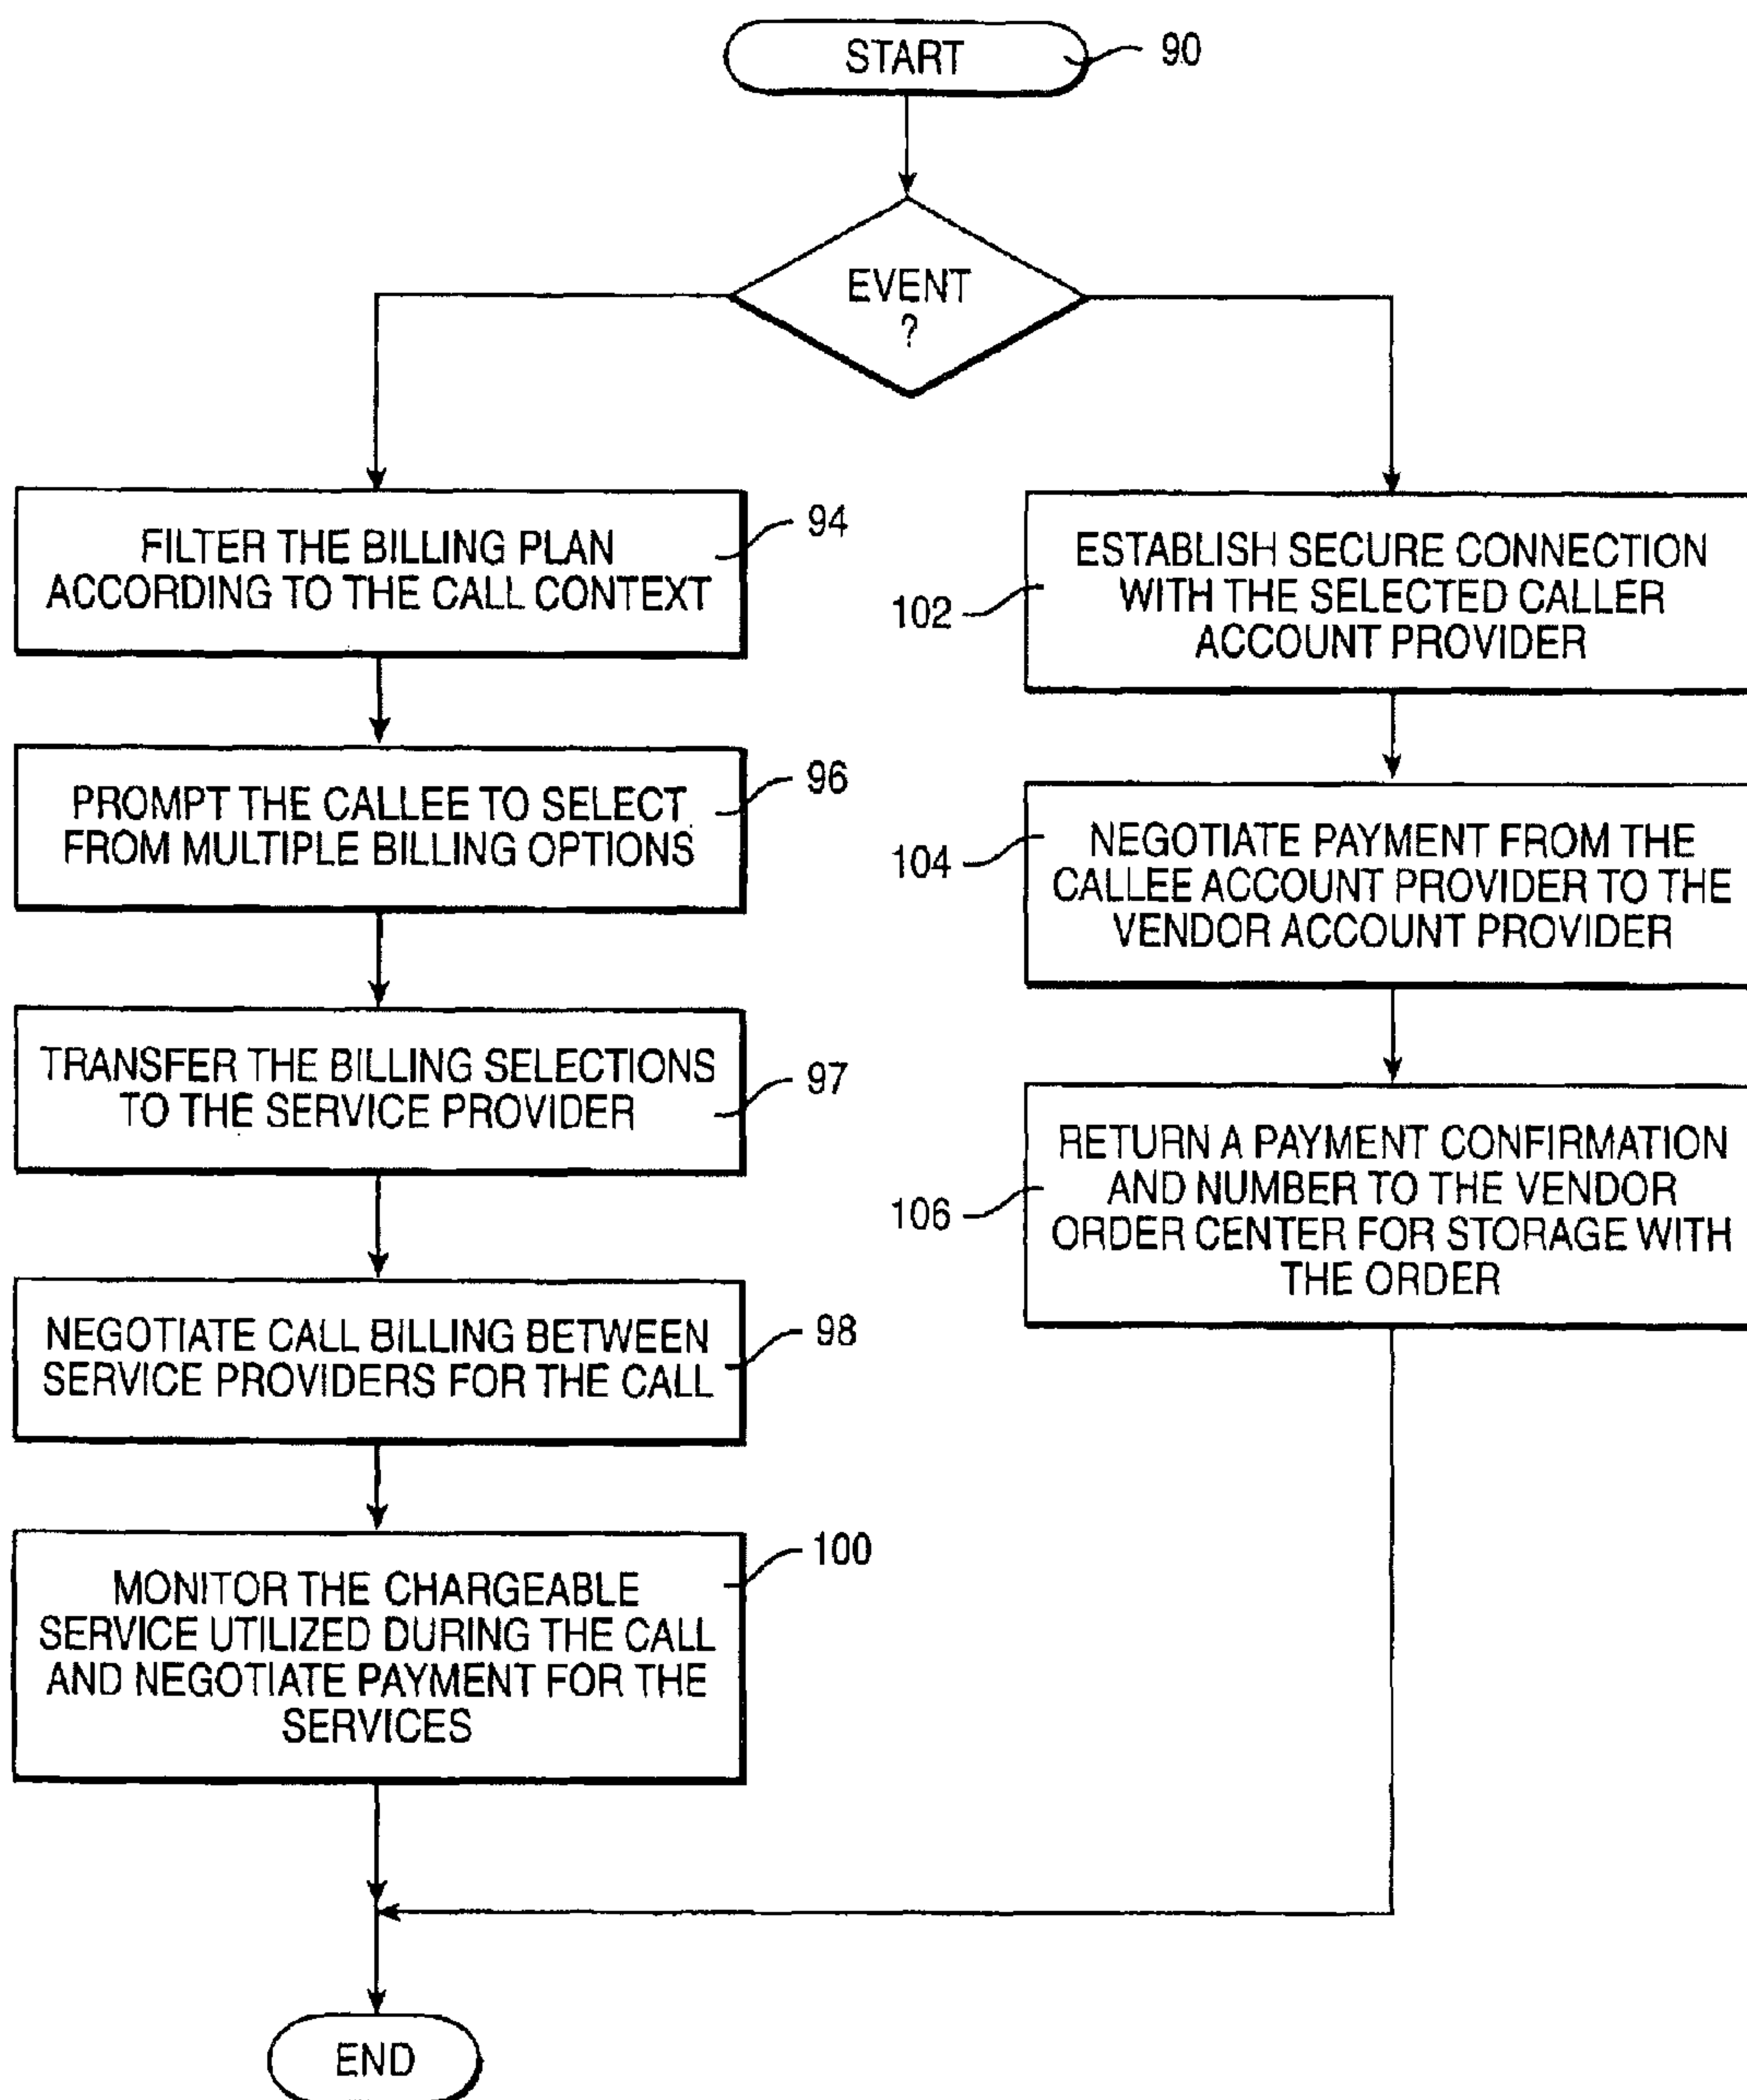 START
90
EVENT
?
FILTER THE BILLING PLAN
ACCORDING TO THE CALL CONTEXT
94
PROMPT THE CALLEE TO SELECT
FROM MULTIPLE BILLING OPTIONS
96
TRANSFER THE BILLING SELECTIONS
TO THE SERVICE PROVIDER
97
NEGOTIATE CALL BILLING BETWEEN
SERVICE PROVIDERS FOR THE CALL
98
MONITOR THE CHARGEABLE
SERVICE UTILIZED DURING THE CALL
AND NEGOTIATE PAYMENT FOR THE
SERVICES
100
ESTABLISH SECURE CONNECTION
WITH THE SELECTED CALLER
ACCOUNT PROVIDER
102
NEGOTIATE PAYMENT FROM THE
CALLEE ACCOUNT PROVIDER TO THE
VENDOR ACCOUNT PROVIDER
104
RETURN A PAYMENT CONFIRMATION
AND NUMBER TO THE VENDOR
ORDER CENTER FOR STORAGE WITH
THE ORDER
106
END